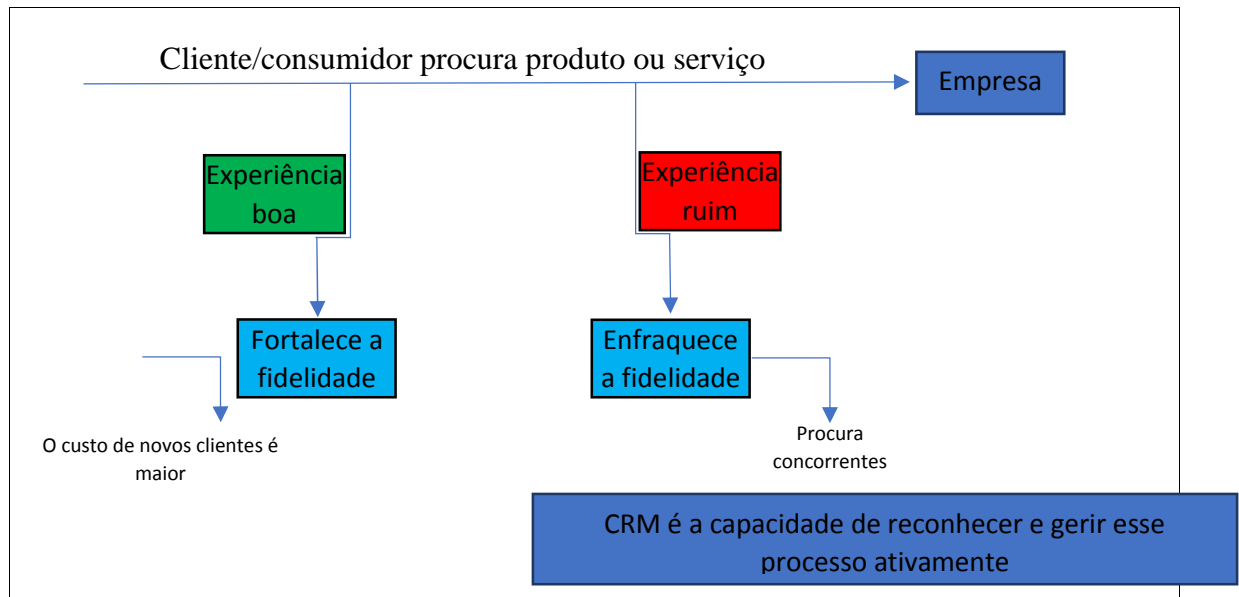 Cliente/consumidor procura produto ou serviço
Empresa
Experiência
boa
Experiência
ruim
Fortalece a
fidelidade
Enfraquece
a fidelidade
O custo de novos clientes é
maior
Procura
concorrentes
CRM é a capacidade de reconhecer e gerir esse
processo ativamente